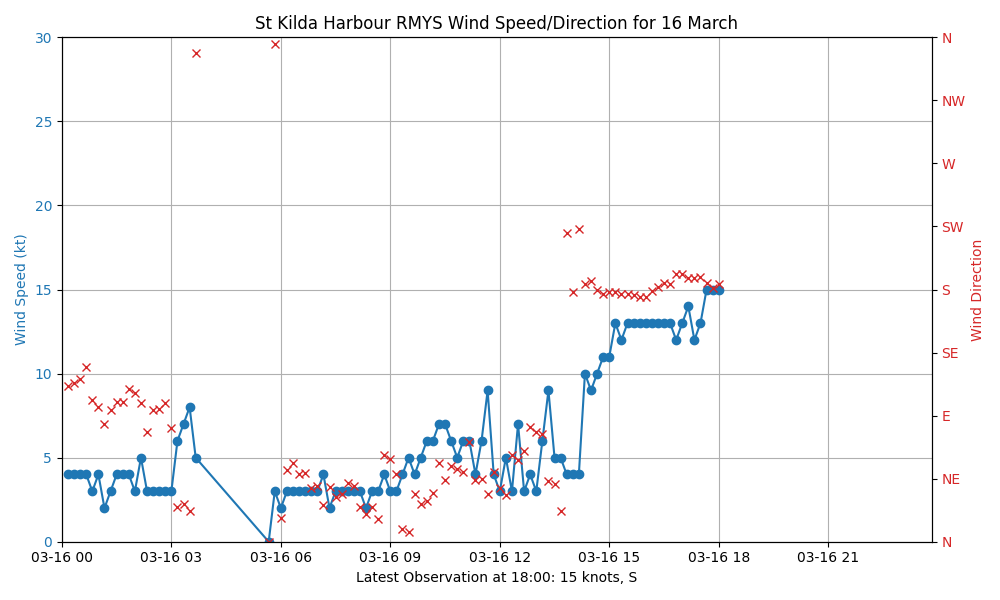 St Kilda Harbour RMYS Wind Speed/Direction for 16 March
30
25
20
15
10
5
0
Wind Speed (kt)
N
NW
W
SW
S
SE
E
NE
N
Wind Direction
03-16 00 03-16 03 03-16 06 03-16 09 03-16 12 03-16 15 03-16 18 03-16 21
Latest Observation at 18:00: 15 knots, S